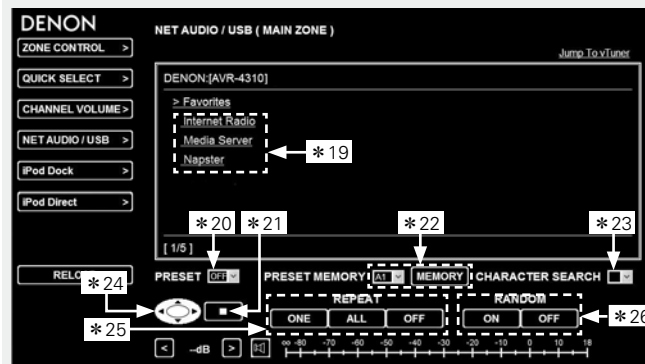 DENON
NET AUDIO / USB ( MAIN ZONE )
ZONE CONTROL >
Jump To vTuner
QUICK SELECT >
DENON:[AVR-4310]
CHANNEL VOLUME >
> Favorites
Internet Radio
NET AUDIO / USB >
Media Server
*19
Napster
iPod Dock >
iPod Direct >
*20 *21 *22 *23
[ 1/5 ]
PRESET OFF PRESET MEMORY A1 MEMORY CHARACTER SEARCH
*24
REPEAT RANDOM
*25 ONE ALL OFF ON OFF *26
< --dB > ∞ -80 -70 -60 -50 -40 -30 -20 -10 0 10 18